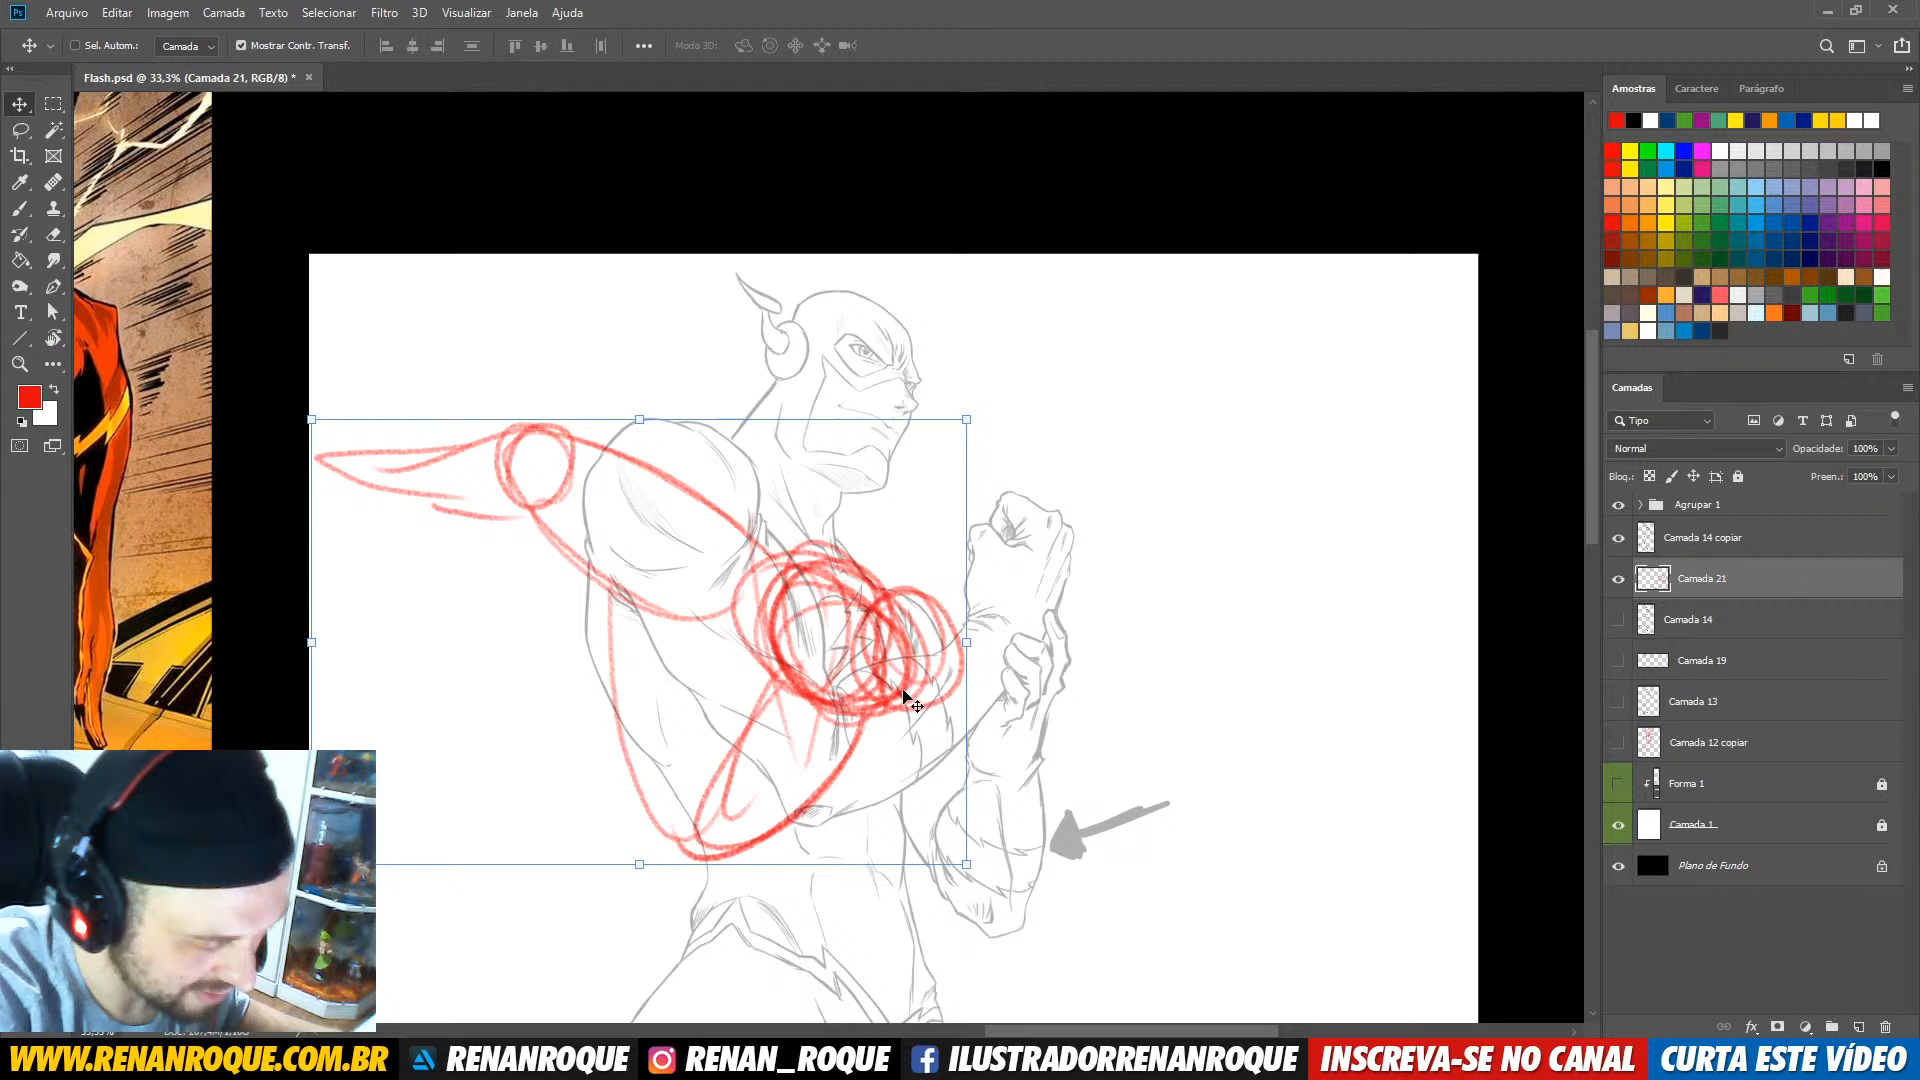 Ps Arquivo Editar Imagem Camada Texto Selecionar Filtro 3D Visualizar Janela Ajuda
Sel. Autom.: Camada Mostrar Contr. Transf. Modo 3D:
Flash.psd @ 33,3% (Camada 21, RGB/8) *
Amostras Caractere Parágrafo
Camadas
Tipo
Normal Opacidade: 100%
Bloq.: Preen.: 100%
Agrupar 1
Camada 14 copiar
Camada 21
Camada 14
Camada 19
Camada 13
Camada 12 copiar
Forma 1
Camada 1
Plano de Fundo
WWW.RENANROQUE.COM.BR RENANROQUE RENAN_ROQUE ILUSTRADORRENANROQUE INSCREVA-SE NO CANAL CURTA ESTE VÍDEO